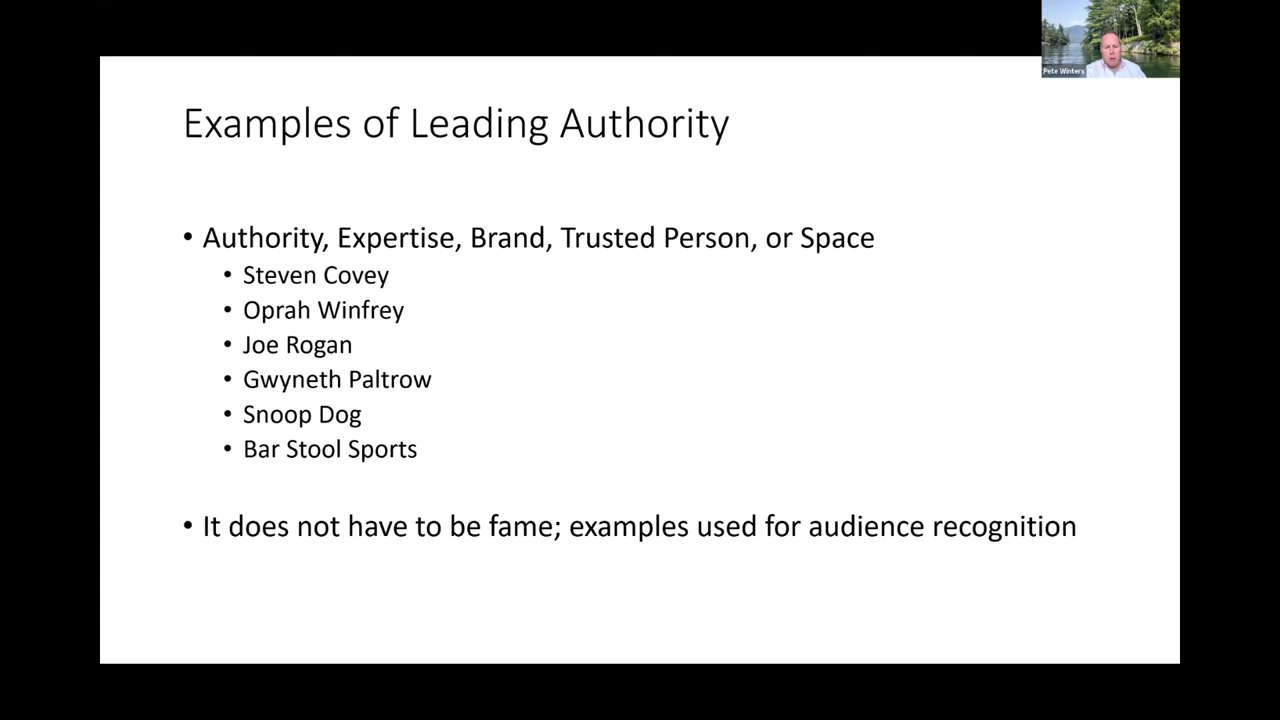 Pete Winters
Examples of Leading Authority
• Authority, Expertise, Brand, Trusted Person, or Space
• Steven Covey
• Oprah Winfrey
• Joe Rogan
• Gwyneth Paltrow
• Snoop Dog
• Bar Stool Sports
• It does not have to be fame; examples used for audience recognition